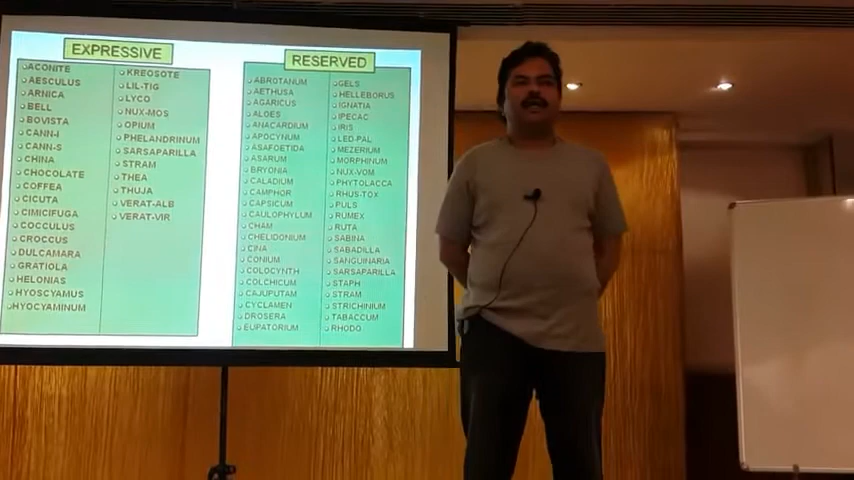 EXPRESSIVE
ACONITE
AESCULUS
ARNICA
BELL
BOVISTA
CANN-I
CANN-S
CHINA
CHOCOLATE
COFFEA
CICUTA
CIMICIFUGA
COCCULUS
CROCCUS
DULCAMARA
GRATIOLA
HELONIAS
HYOSCYAMUS
HYOCYAMINUM
KREOSOTE
LIL-TIG
LYCO
NUX-MOS
OPIUM
PHELANDRINUM
SARSAPARILLA
STRAM
THEA
THUJA
VERAT-ALB
VERAT-VIR
RESERVED
ABROTANUM
AETHUSA
AGARICUS
ALOES
ANACARDIUM
APOCYNUM
ASAFOETIDA
ASARUM
BRYONIA
CALADIUM
CAMPHOR
CAPSICUM
CAULOPHYLUM
CHAM
CHELIDONIUM
CINA
CONIUM
COLOCYNTH
COLCHICUM
CAJUPUTAM
CYCLAMEN
DROSERA
EUPATORIUM
GELS
HELLEBORUS
IGNATIA
IPECAC
IRIS
LED-PAL
MEZERIUM
MORPHINUM
NUX-VOM
PHYTOLACCA
RHUS-TOX
PULS
RUMEX
RUTA
SABINA
SABADILLA
SANGUINARIA
SARSAPARILLA
STAPH
STRAM
STRICHINIUM
TABACCUM
RHODO